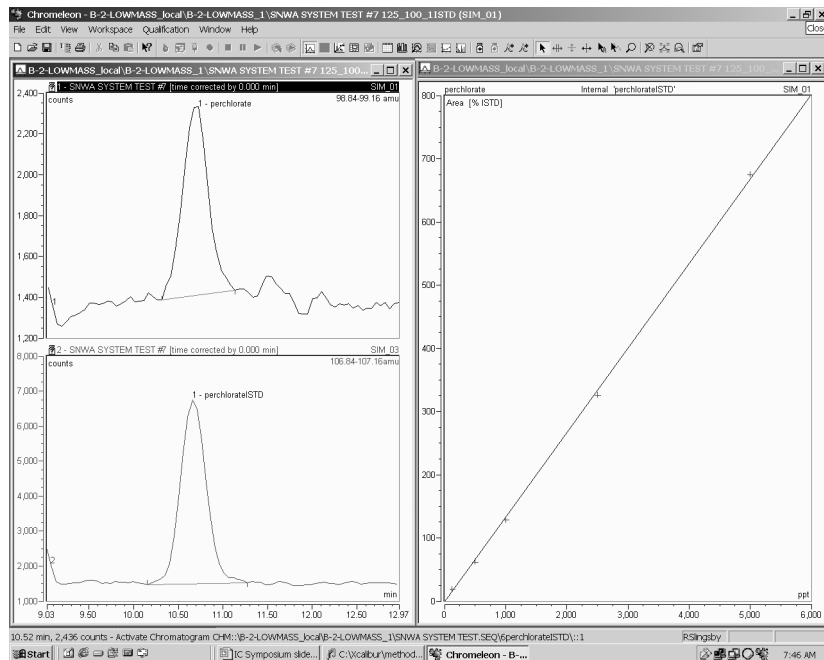 Chromeleon - B-2-LOWMASS_local\B-2-LOWMASS_1\SNWA SYSTEM TEST #7 125_100_1ISTD (SIM_01)
File Edit View Workspace Qualification Window Help
Clos
B-2-LOWMASS_local\B-2-LOWMASS_1\SNWA SYSTEM TEST #7 125_100...
1 - SNWA SYSTEM TEST #7 [time corrected by 0.000 min] SIM_01
2,400
counts
98.84-99.16 amu
1 - perchlorate
2,200
2,000
1,800
1,600
1,400
1
1,200
2 - SNWA SYSTEM TEST #7 [time corrected by 0.000 min] SIM_03
8,000
counts
106.84-107.16amu
7,000
1 - perchlorateISTD
6,000
5,000
4,000
3,000
2,000
2
1,000
min
9.03 9.50 10.00 10.50 11.00 11.50 12.00 12.97
B-2-LOWMASS_local\B-2-LOWMASS_1\SNWA SYSTEM TEST #7 125_100_...
perchlorate Internal 'perchlorateISTD' SIM_01
800
Area [% ISTD]
700
600
500
400
300
200
100
0
ppt
0 1,000 2,000 3,000 4,000 5,000 6,000
10.52 min, 2,436 counts - Activate Chromatogram CHM::\B-2-LOWMASS_local\B-2-LOWMASS_1\SNWA SYSTEM TEST.SEQ\6perchlorateISTD\::1 RSlingsby
Start IC Symposium slide... C:\Xcalibur\method... Chromeleon - B-... 7:46 AM